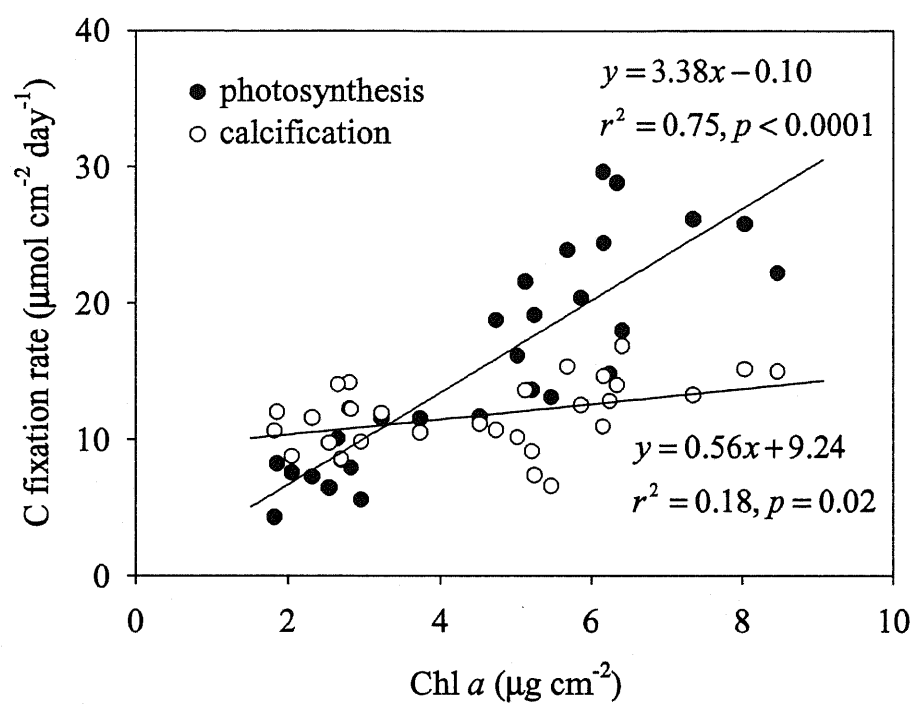 C fixation rate (μmol cm⁻² day⁻¹)
40
30
20
10
0
photosynthesis
calcification
y = 3.38x − 0.10
r² = 0.75, p < 0.0001
y = 0.56x + 9.24
r² = 0.18, p = 0.02
0 2 4 6 8 10
Chl a (μg cm⁻²)